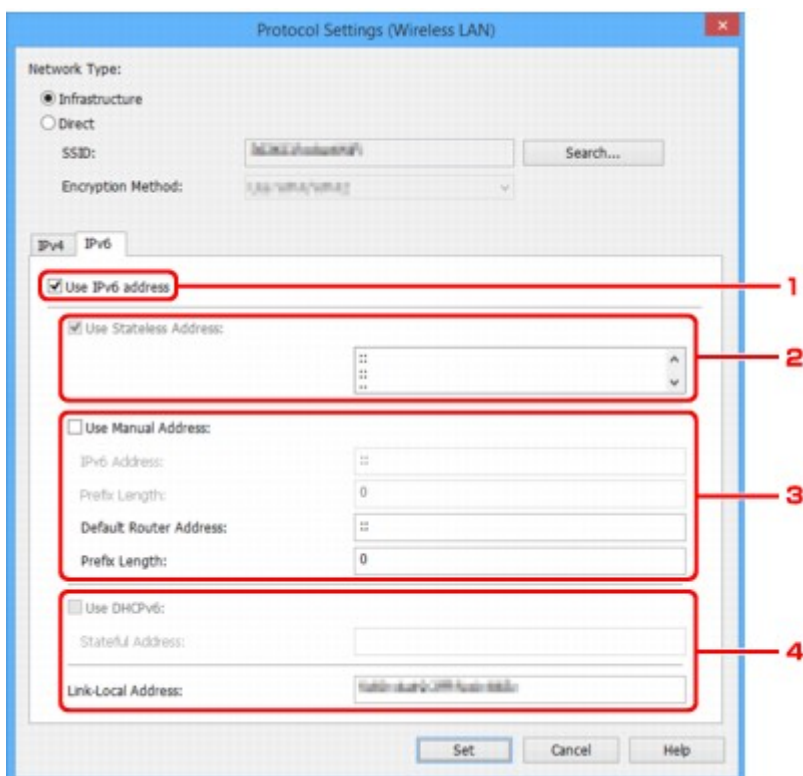 Protocol Settings (Wireless LAN)
Network Type:
Infrastructure
Direct
SSID:
Search...
Encryption Method:
IPv4 IPv6
Use IPv6 address
1
Use Stateless Address:
2
::
::
::
Use Manual Address:
IPv6 Address: ::
Prefix Length: 0
3
Default Router Address: ::
Prefix Length: 0
Use DHCPv6:
Stateful Address:
4
Link-Local Address:
Set Cancel Help